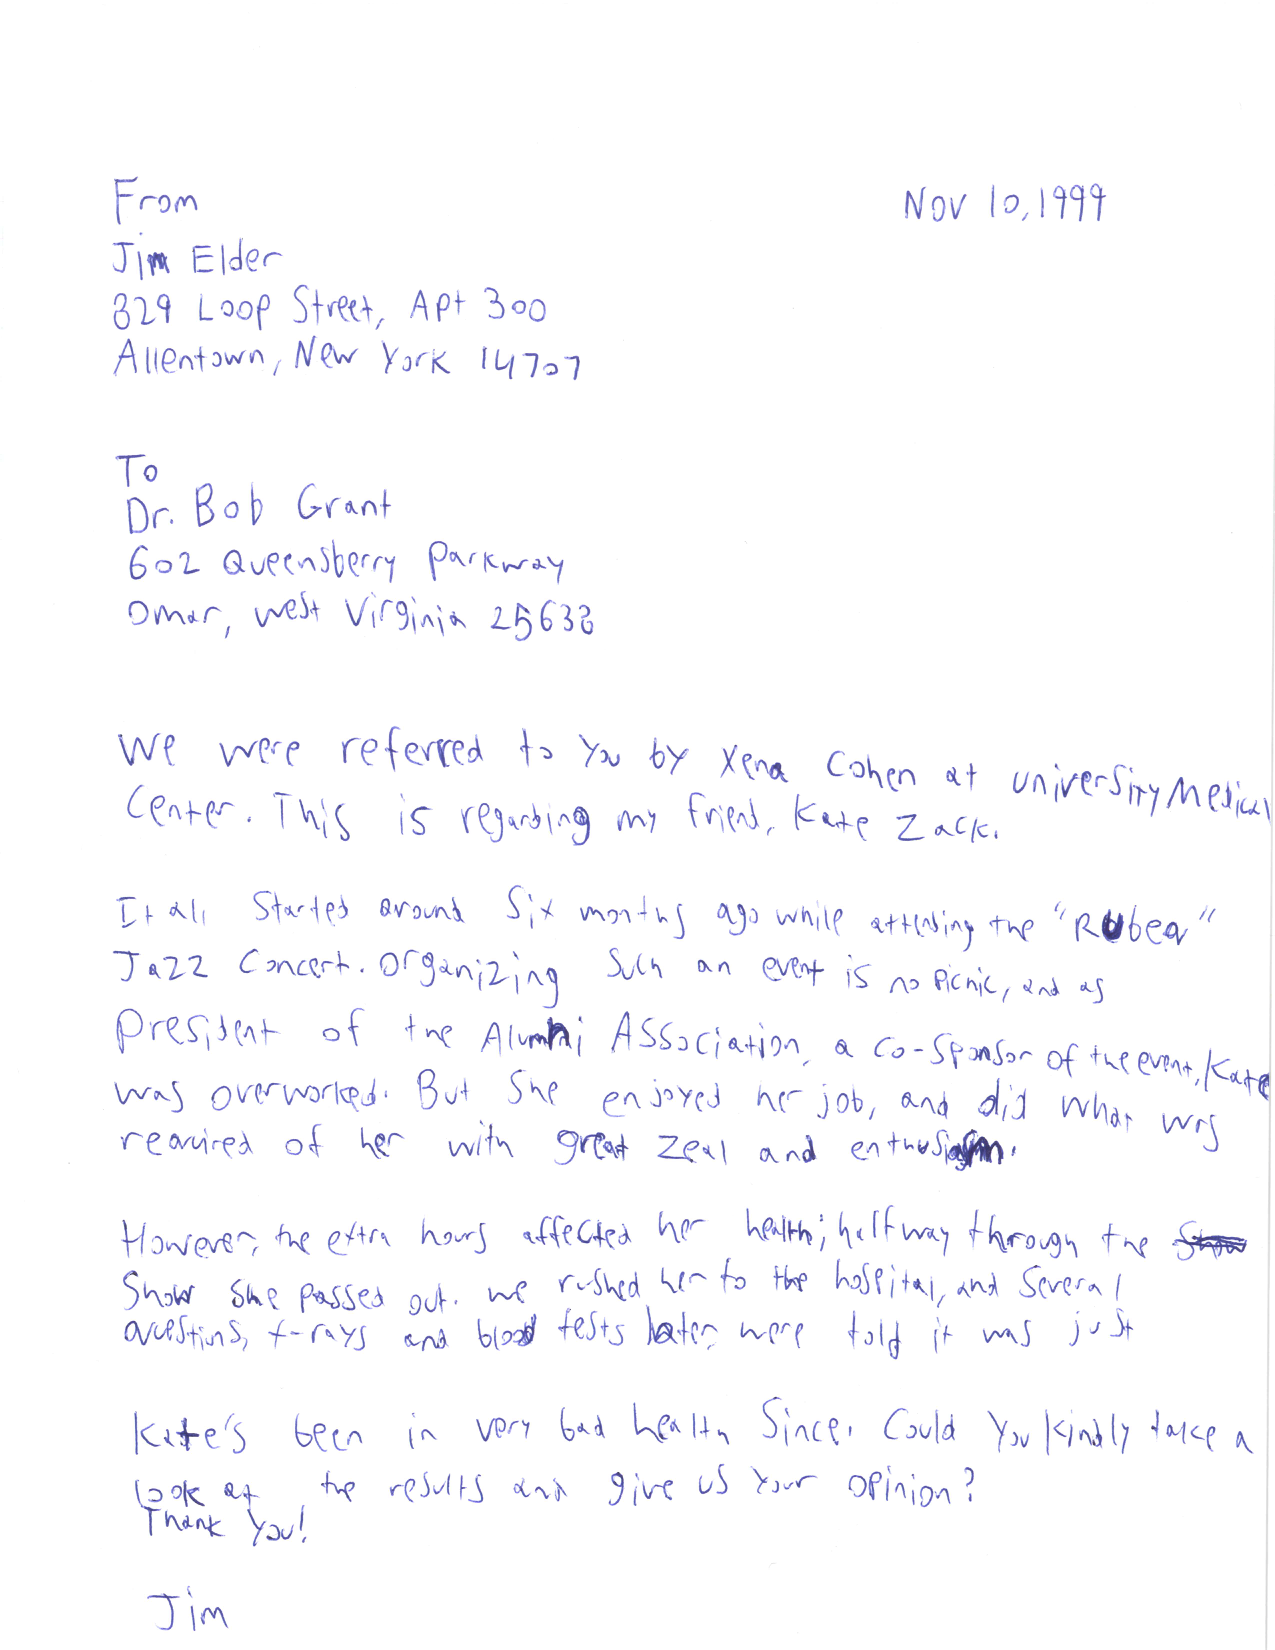 From
Nov 10, 1999
Jim Elder
829 Loop Street, Apt 300
Allentown, New York 14707
To
Dr. Bob Grant
602 Queensberry Parkway
Omar, West Virginia 25638
We were referred to you by Xena Cohen at University Medical
Center. This is regarding my friend, Kate Zack.
It all started around six months ago while attending the "Rubeq"
Jazz Concert. Organizing such an event is no picnic, and as
President of the Alumni Association, a co-sponsor of the event, Kate
was overworked. But she enjoyed her job, and did what was
required of her with great zeal and enthusiasm.
However, the extra hours affected her health; halfway through the
show she passed out. We rushed her to the hospital, and several
questions, x-rays and blood tests later, were told it was just
Kate's been in very bad health since. Could you kindly take a
look at the results and give us your opinion?
Thank you!
Jim